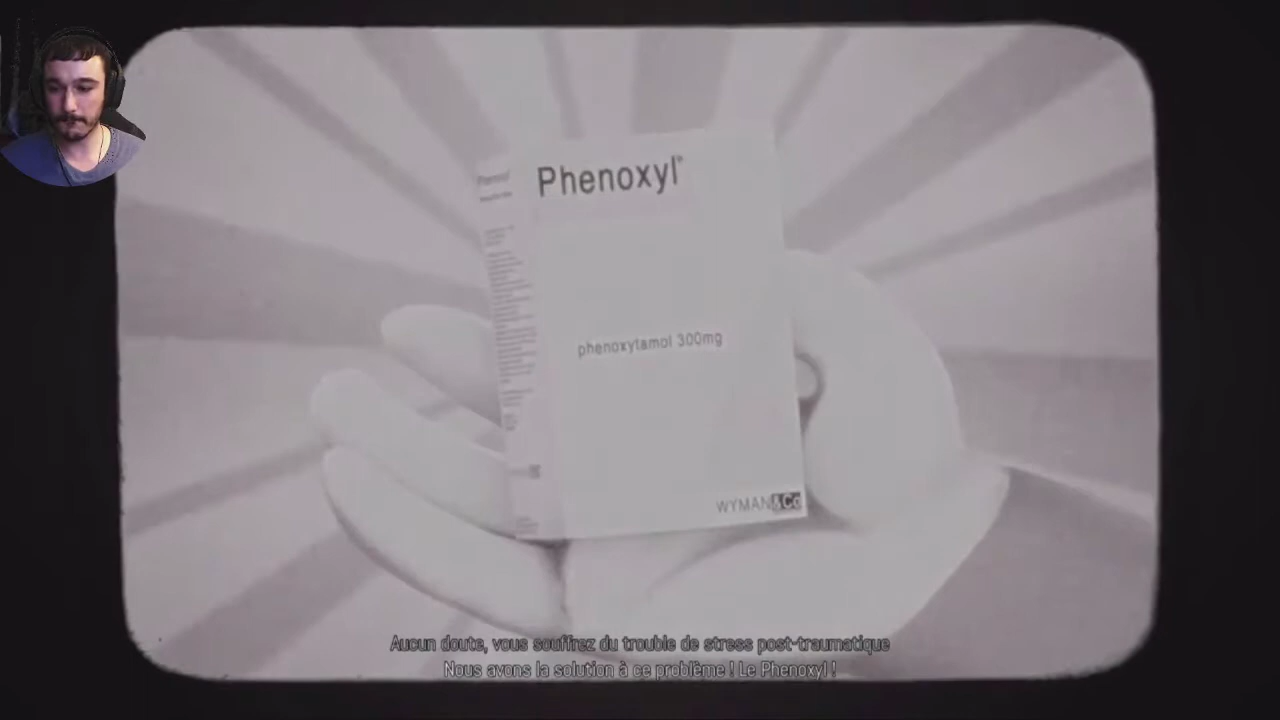 Phenoxyl®
phenoxytamol 300mg
WYMAN&Co
Aucun doute, vous souffrez du trouble de stress post-traumatique
Nous avons la solution à ce problème ! Le Phenoxyl !